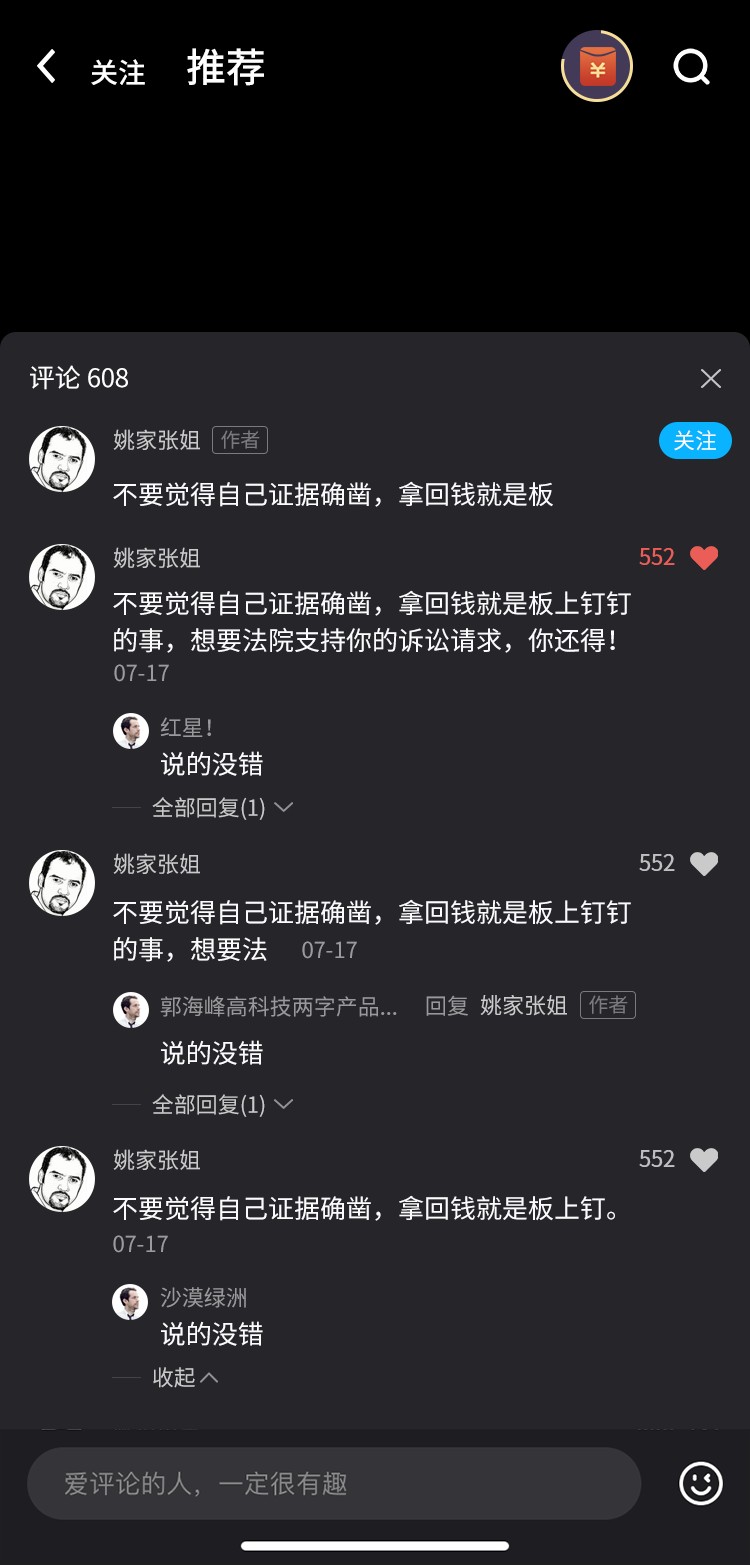 关注 推荐
¥
评论 608
姚家张姐 作者 关注
不要觉得自己证据确凿，拿回钱就是板
姚家张姐 552
不要觉得自己证据确凿，拿回钱就是板上钉钉
的事，想要法院支持你的诉讼请求，你还得！
07-17
红星！
说的没错
全部回复(1)
姚家张姐 552
不要觉得自己证据确凿，拿回钱就是板上钉钉
的事，想要法 07-17
郭海峰高科技两字产品... 回复 姚家张姐 作者
说的没错
全部回复(1)
姚家张姐 552
不要觉得自己证据确凿，拿回钱就是板上钉。
07-17
沙漠绿洲
说的没错
收起
爱评论的人，一定很有趣